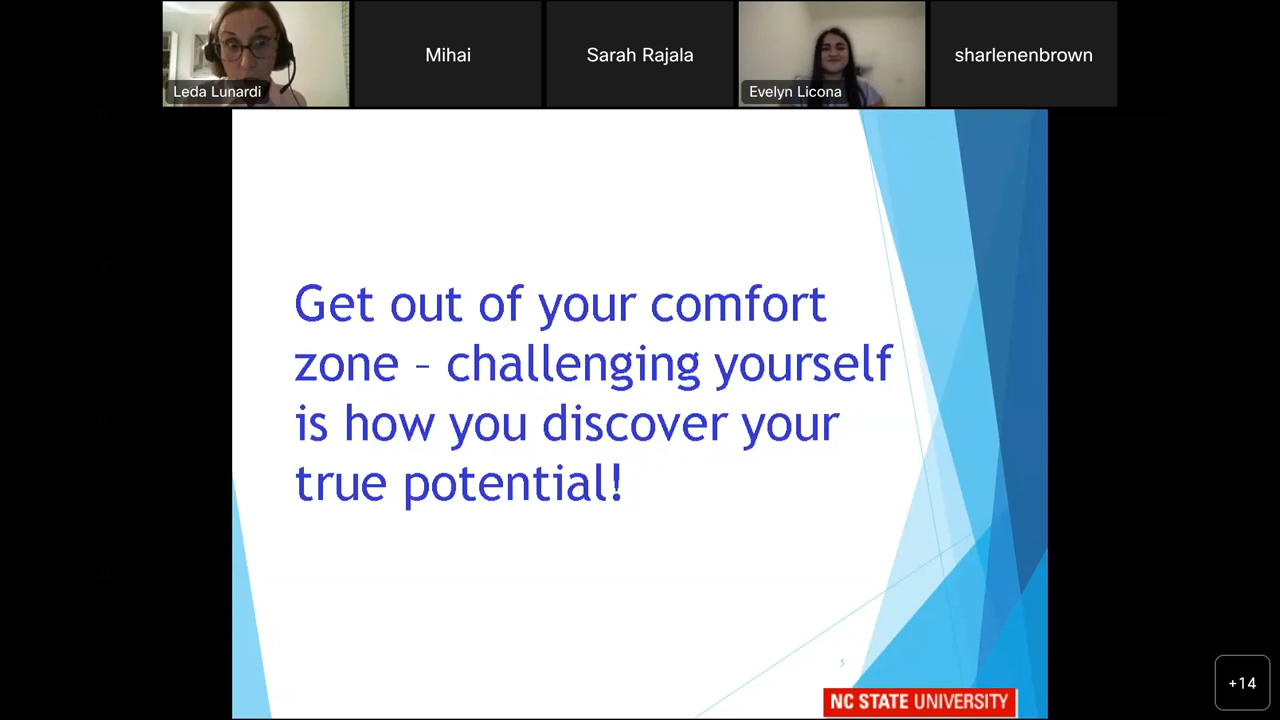 Leda Lunardi
Mihai
Sarah Rajala
Evelyn Licona
sharlenenbrown
Get out of your comfort
zone – challenging yourself
is how you discover your
true potential!
5
NC STATE UNIVERSITY
+14